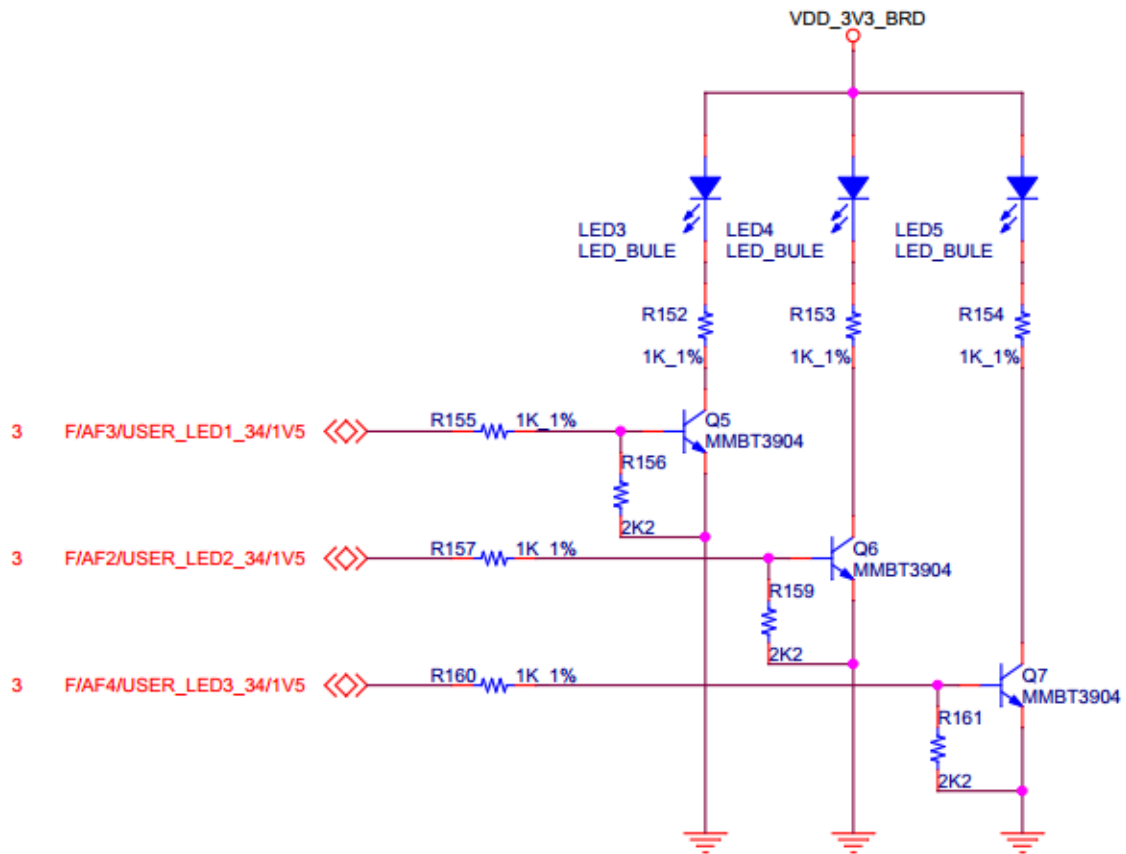 VDD_3V3_BRD
LED3
LED_BULE
LED4
LED_BULE
LED5
LED_BULE
R152
1K_1%
R153
1K_1%
R154
1K_1%
3 F/AF3/USER_LED1_34/1V5
R155 1K_1%
Q5
MMBT3904
R156
2K2
3 F/AF2/USER_LED2_34/1V5
R157 1K_1%
Q6
MMBT3904
R159
2K2
3 F/AF4/USER_LED3_34/1V5
R160 1K_1%
Q7
MMBT3904
R161
2K2